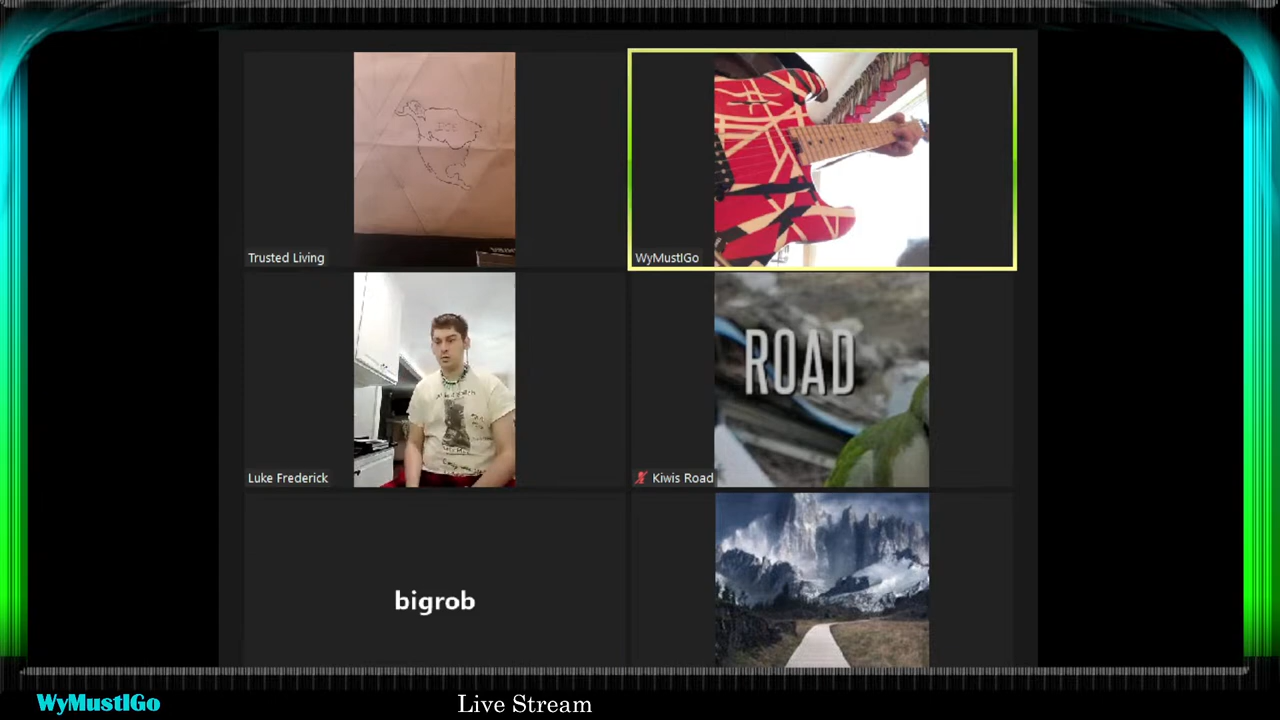 Trusted Living
WyMustIGo
Luke Frederick
ROAD
Kiwis Road
bigrob
WyMustIGo
Live Stream